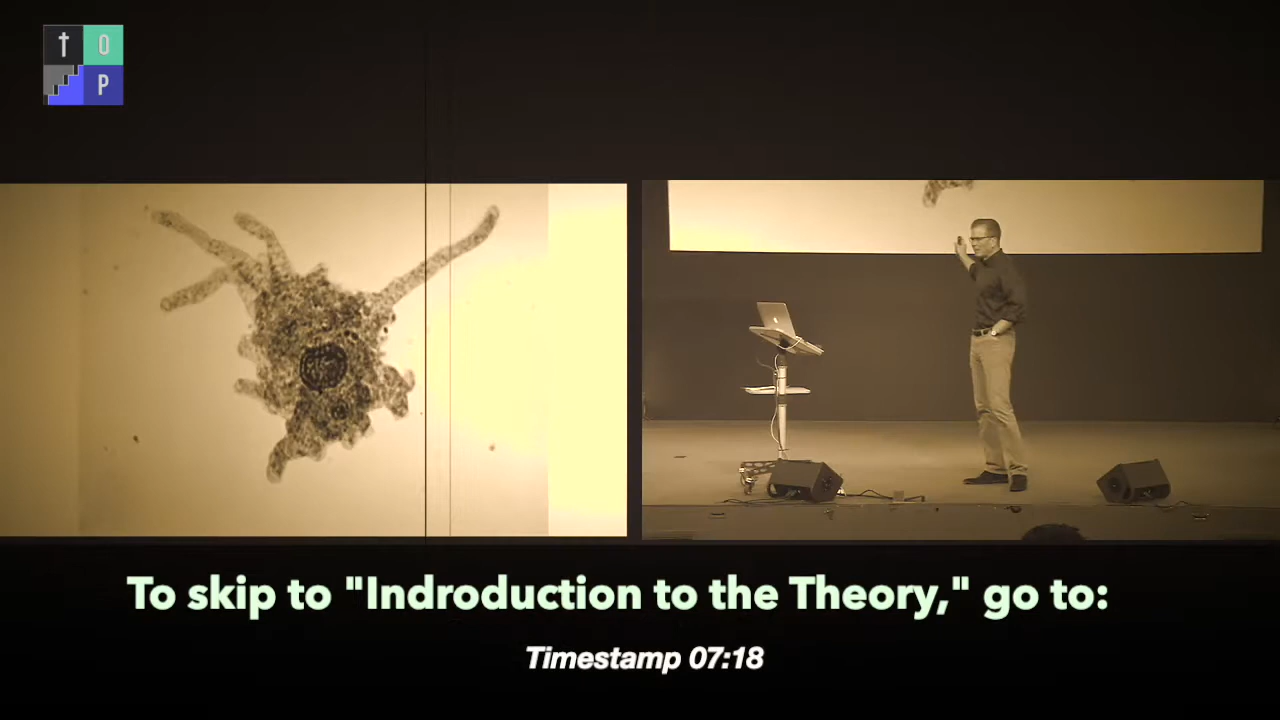 † O
P
To skip to "Indroduction to the Theory," go to:
Timestamp 07:18